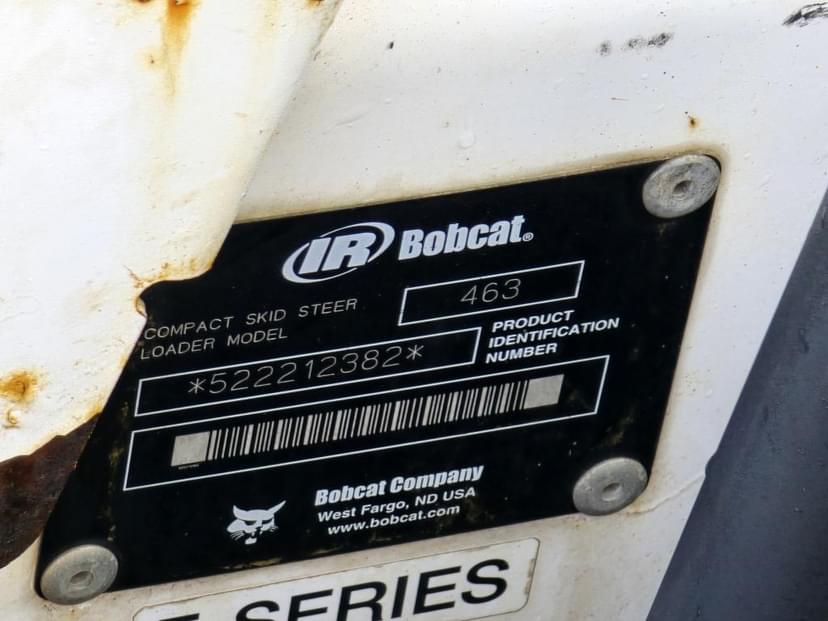 IR Bobcat®
COMPACT SKID STEER
LOADER MODEL
463
*522212382*
PRODUCT
IDENTIFICATION
NUMBER
Bobcat Company
West Fargo, ND USA
www.bobcat.com
SERIES